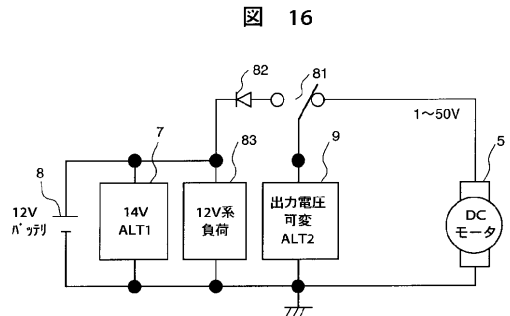 図 16
82
81
1～50V
7
83
9
5
8
12V
バッテリ
14V
ALT1
12V系
負荷
出力電圧
可変
ALT2
DC
モータ